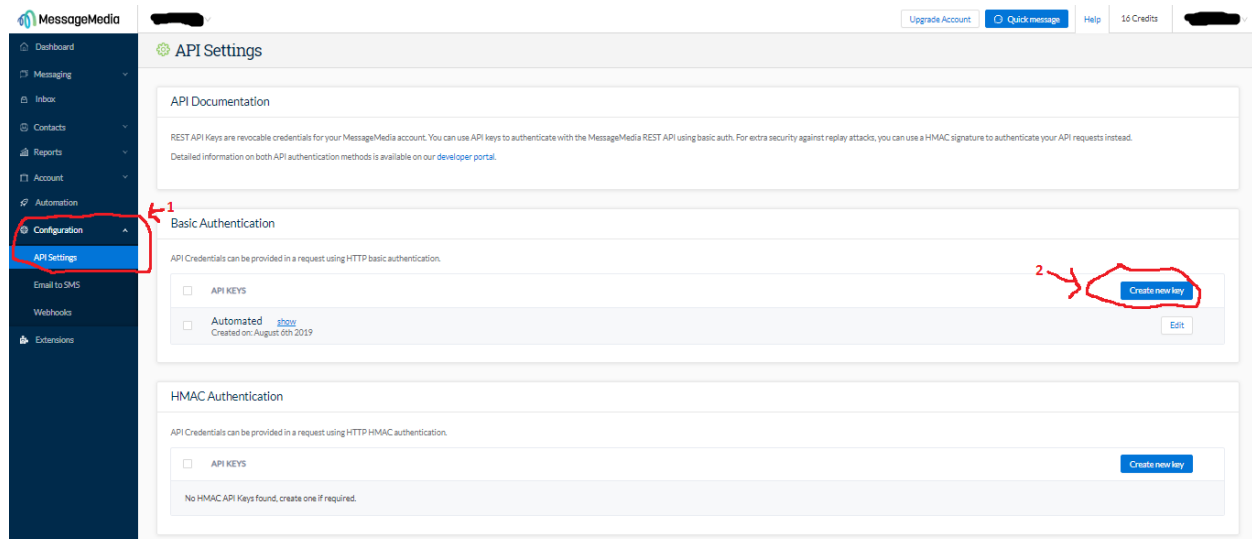 MessageMedia
Upgrade Account
Quick message
Help
16 Credits
Dashboard
Messaging
Inbox
Contacts
Reports
Account
Automation
1
Configuration
API Settings
Email to SMS
Webhooks
Extensions
API Settings
API Documentation
REST API Keys are revocable credentials for your MessageMedia account. You can use API keys to authenticate with the MessageMedia REST API using basic auth. For extra security against replay attacks, you can use a HMAC signature to authenticate your API requests instead.
Detailed information on both API authentication methods is available on our developer portal.
Basic Authentication
API Credentials can be provided in a request using HTTP basic authentication.
2
API KEYS
Create new key
Automated show
Created on: August 6th 2019
Edit
HMAC Authentication
API Credentials can be provided in a request using HTTP HMAC authentication.
API KEYS
Create new key
No HMAC API Keys found, create one if required.